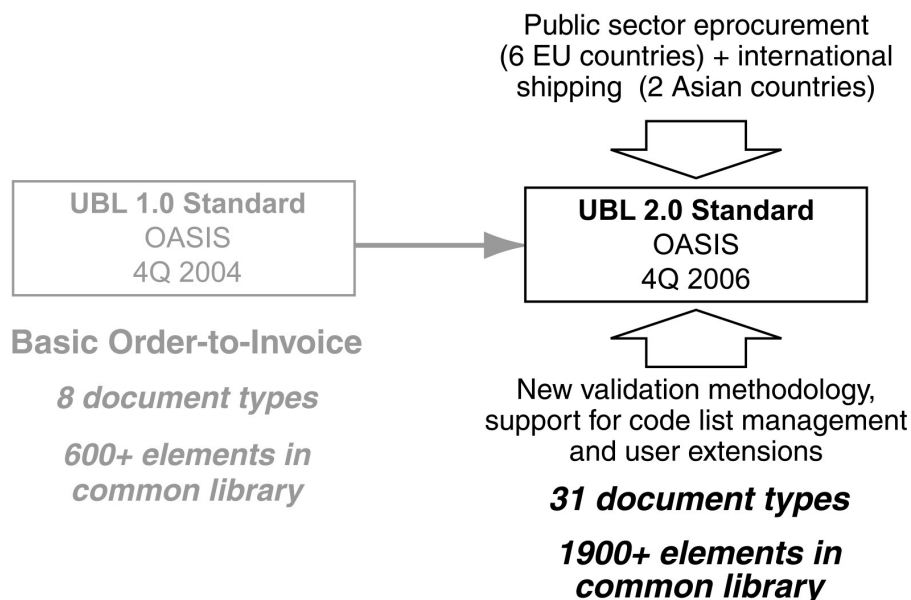 Public sector eprocurement
(6 EU countries) + international
shipping (2 Asian countries)
UBL 1.0 Standard
OASIS
4Q 2004
UBL 2.0 Standard
OASIS
4Q 2006
Basic Order-to-Invoice
8 document types
600+ elements in
common library
New validation methodology,
support for code list management
and user extensions
31 document types
1900+ elements in
common library